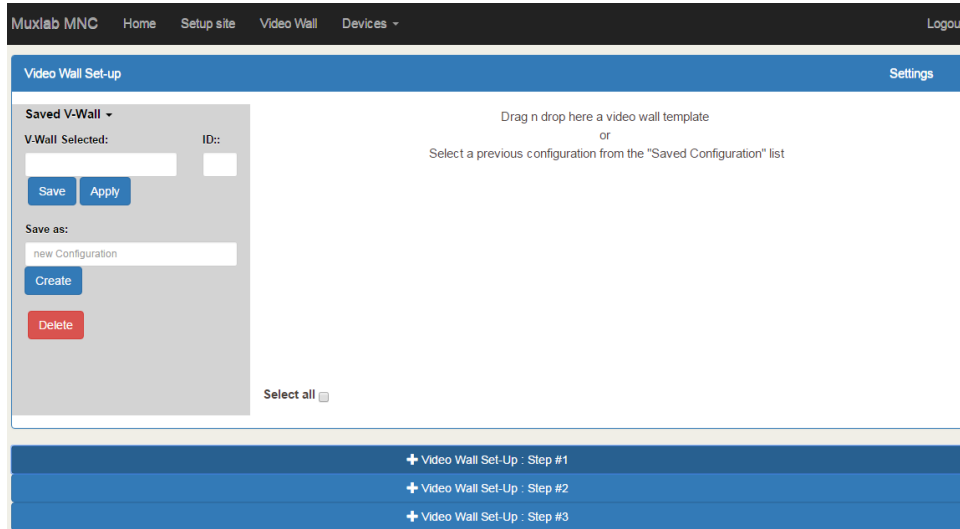 Muxlab MNC Home Setup site Video Wall Devices Logou
Video Wall Set-up Settings
Saved V-Wall
V-Wall Selected: ID::
Save Apply
Save as:
new Configuration
Create
Delete
Drag n drop here a video wall template
or
Select a previous configuration from the "Saved Configuration" list
Select all
Video Wall Set-Up : Step #1
Video Wall Set-Up : Step #2
Video Wall Set-Up : Step #3